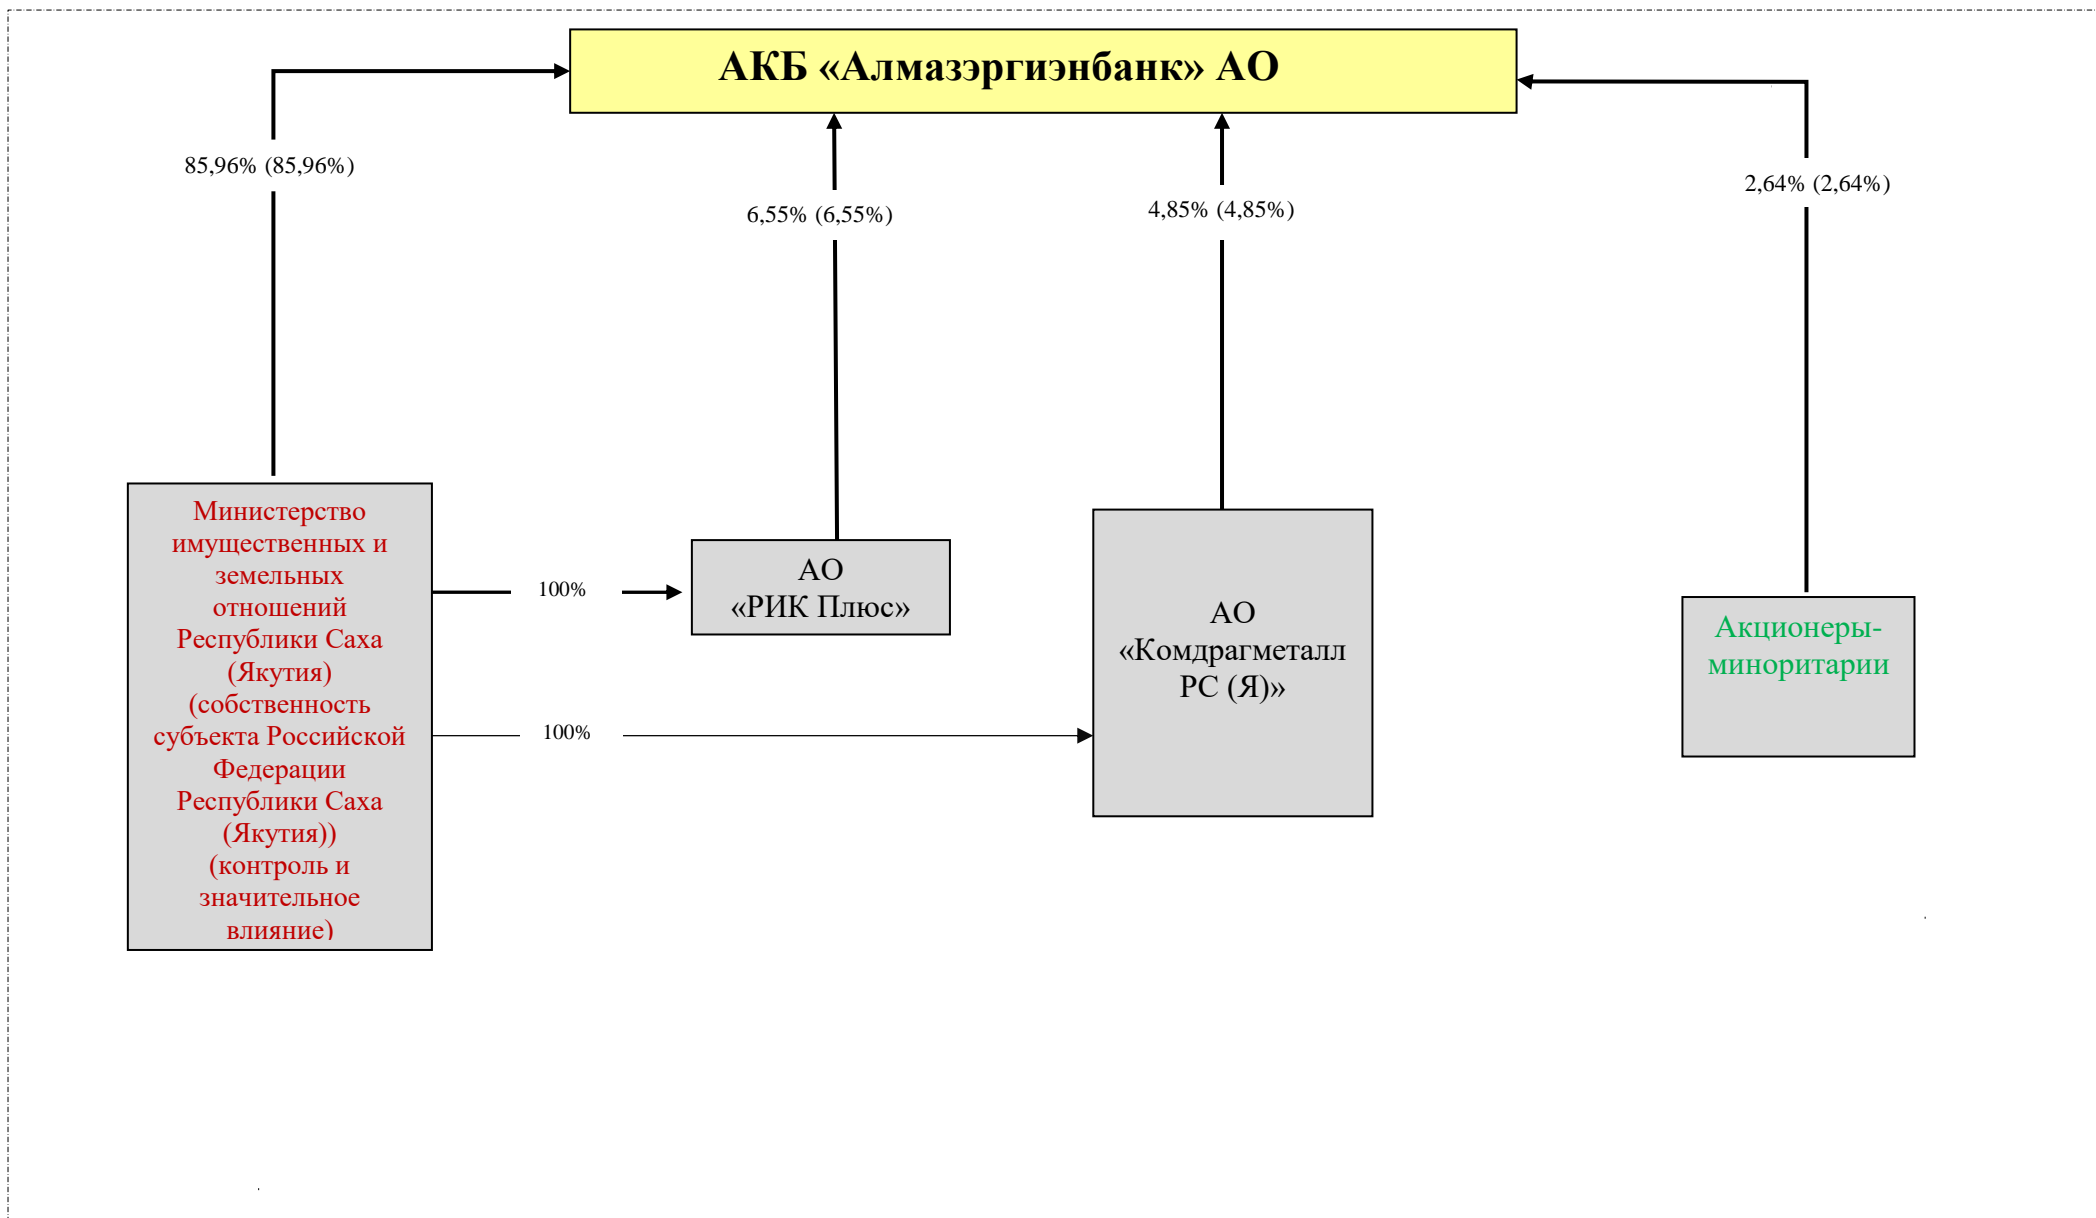 АКБ «Алмазэргиэнбанк» АО
85,96% (85,96%)
6,55% (6,55%)
4,85% (4,85%)
2,64% (2,64%)
Министерство
имущественных и
земельных
отношений
Республики Саха
(Якутия)
(собственность
субъекта Российской
Федерации
Республики Саха
(Якутия))
(контроль и
значительное
влияние)
100%
100%
АО
«РИК Плюс»
АО
«Комдрагметалл
РС (Я)»
Акционеры-
миноритарии